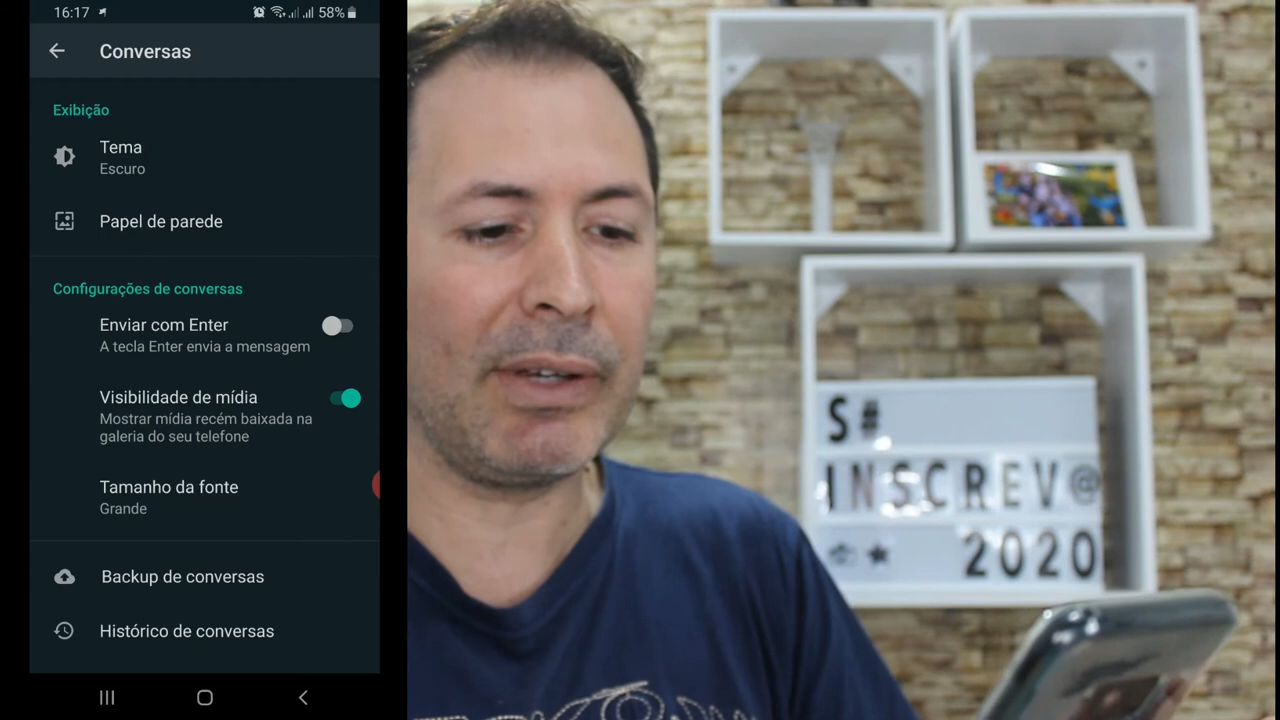 16:17
58%
Conversas
Exibição
Tema
Escuro
Papel de parede
Configurações de conversas
Enviar com Enter
A tecla Enter envia a mensagem
Visibilidade de mídia
Mostrar mídia recém baixada na
galeria do seu telefone
Tamanho da fonte
Grande
Backup de conversas
Histórico de conversas
S#
INSCREV@
2020